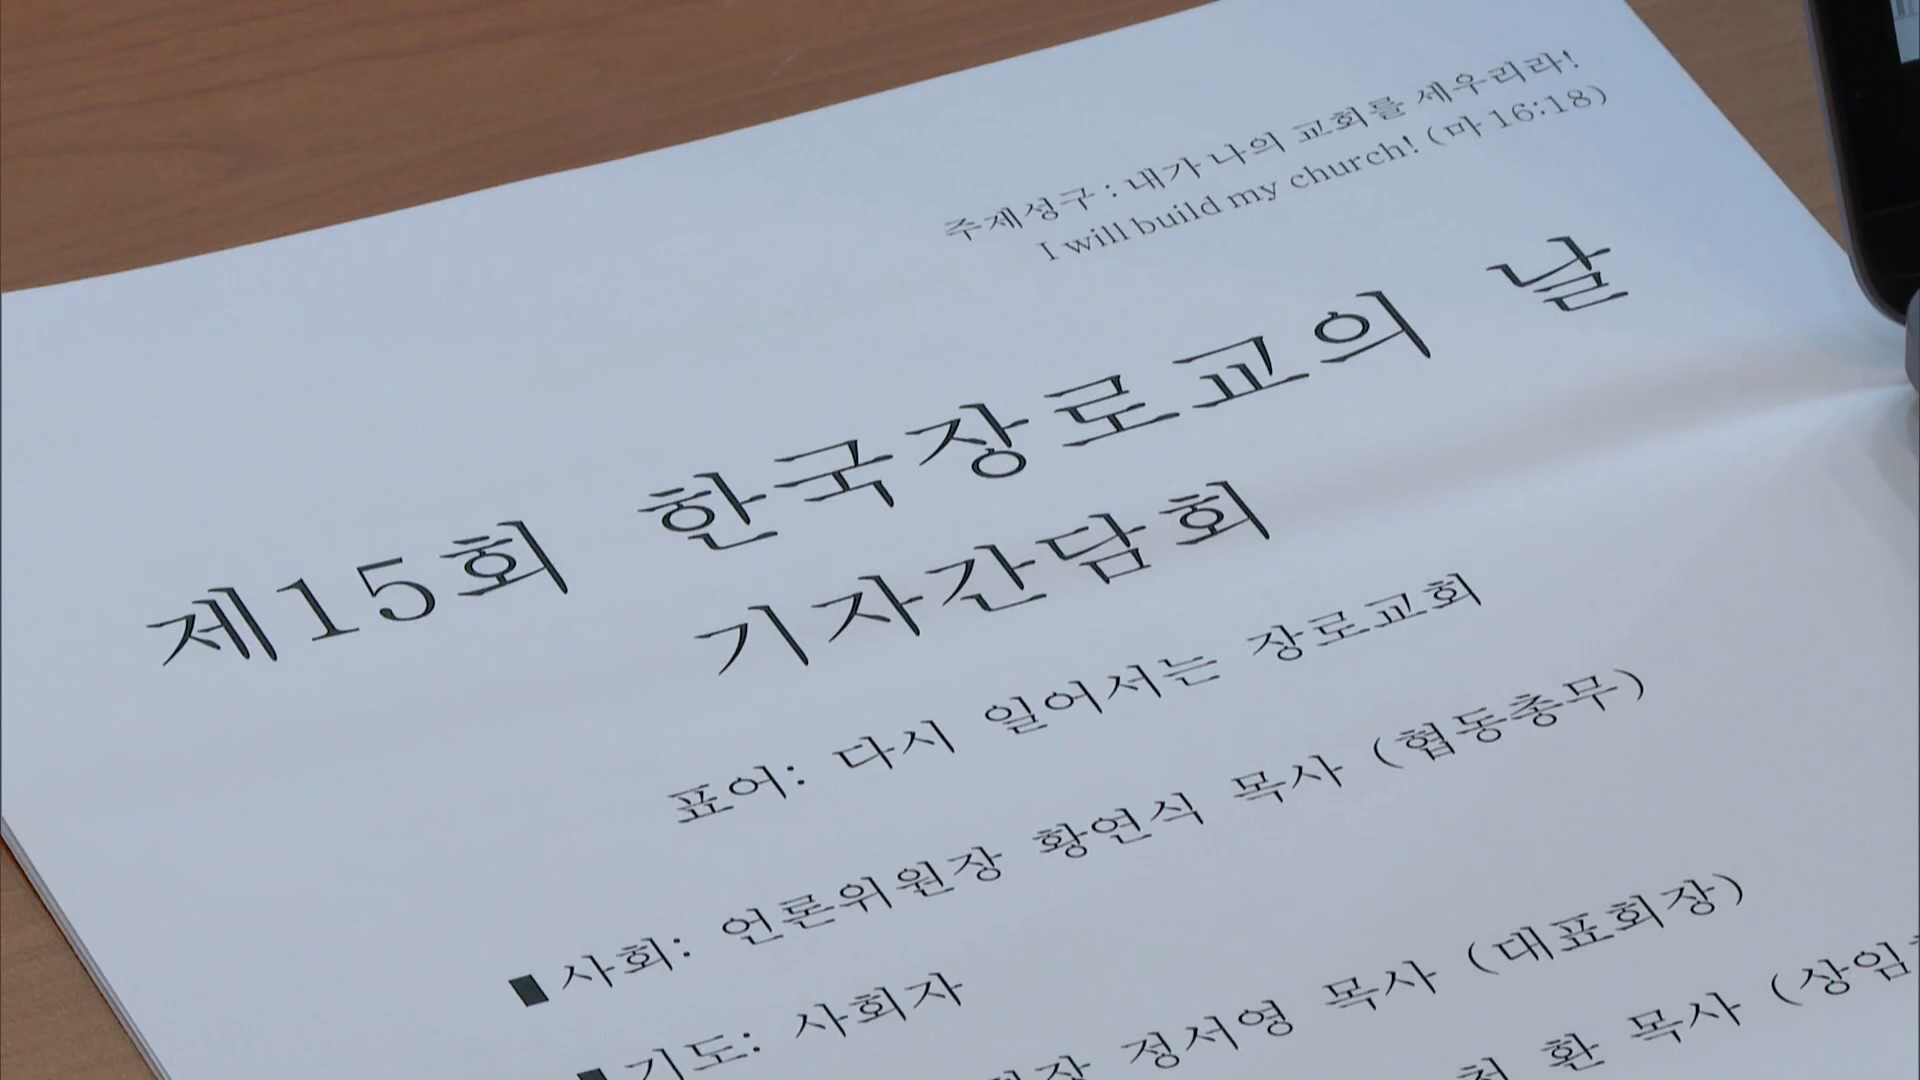 주제성구 : 내가 나의 교회를 세우리라!
I will build my church! (마 16:18)
제15회 한국장로교의 날
기자간담회
표어: 다시 일어서는 장로교회
■사회: 언론위원장 황연식 목사 (협동총무)
■기도: 사회자
정서영 목사 (대표회장)
환 목사 (상임